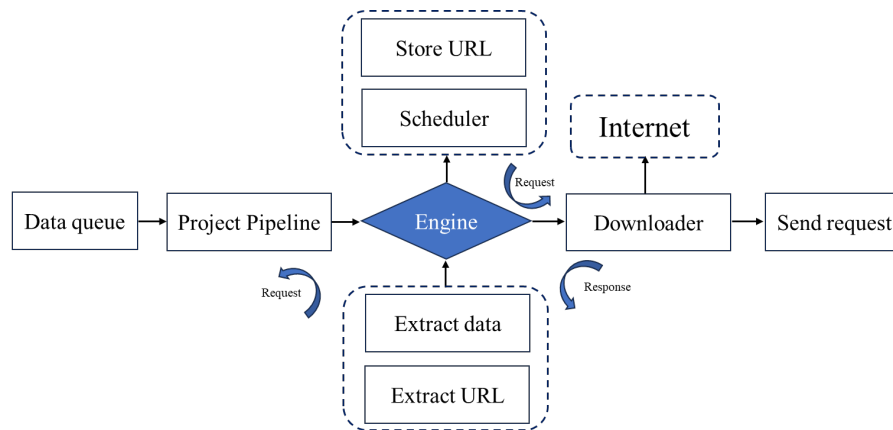 Store URL
Scheduler
Internet
Request
Data queue
Project Pipeline
Engine
Downloader
Send request
Request
Response
Extract data
Extract URL